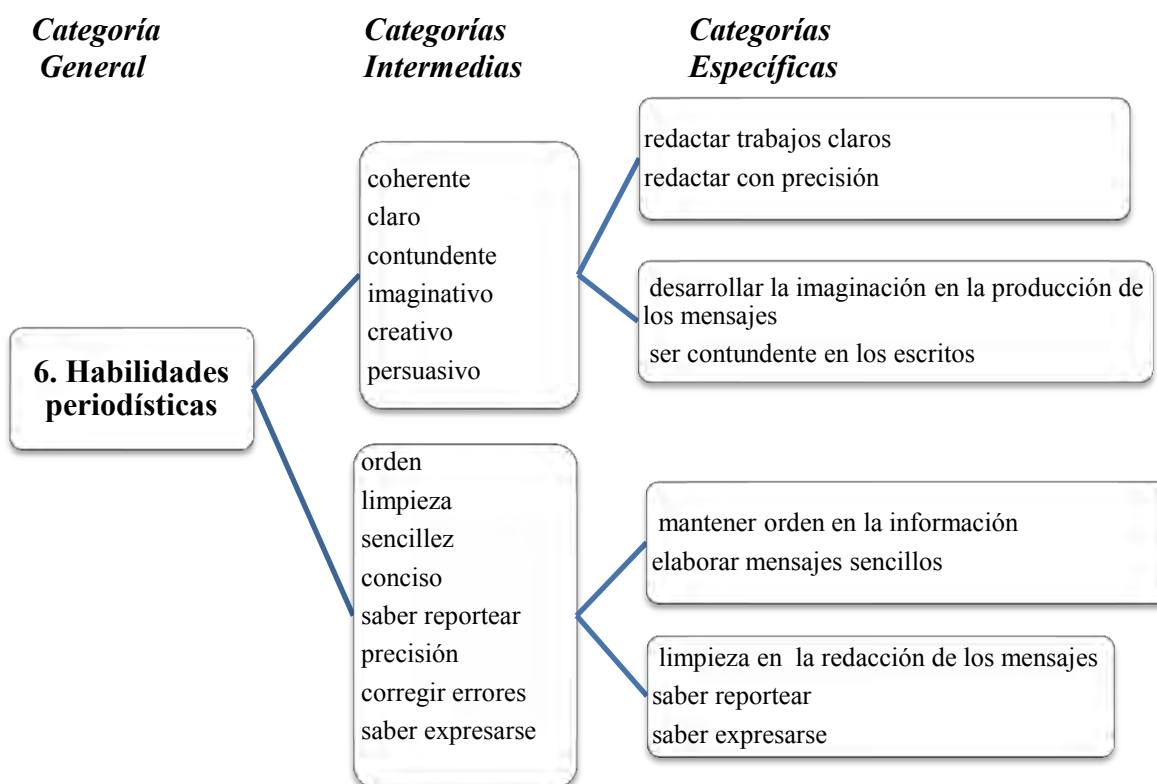 Categoría
General
Categorías
Intermedias
Categorías
Específicas
6. Habilidades
periodísticas
coherente
claro
contundente
imaginativo
creativo
persuasivo
orden
limpieza
sencillez
conciso
saber reportear
precisión
corregir errores
saber expresarse
redactar trabajos claros
redactar con precisión
desarrollar la imaginación en la producción de
los mensajes
ser contundente en los escritos
mantener orden en la información
elaborar mensajes sencillos
limpieza en la redacción de los mensajes
saber reportear
saber expresarse